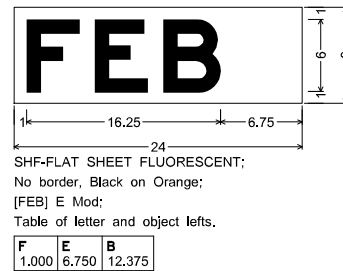 FEB
1
6
1
1 16.25 6.75
24
SHF-FLAT SHEET FLUORESCENT;
No border, Black on Orange;
[FEB] E Mod;
Table of letter and object lefts.
F E B
1.000 6.750 12.375